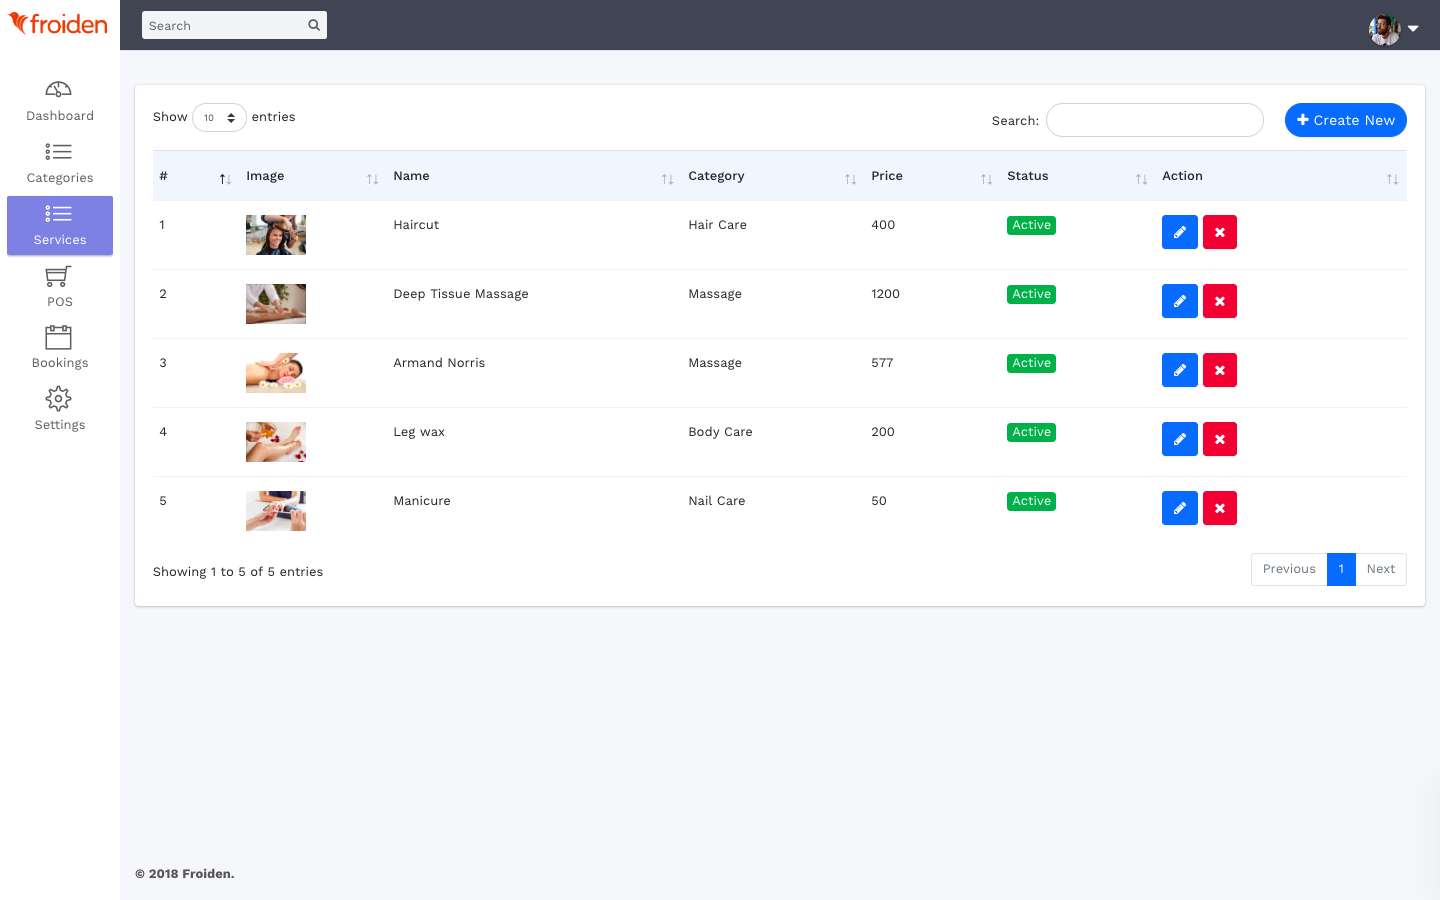 froiden
Search
Dashboard
Categories
Services
POS
Bookings
Settings
Show 10 entries
Search:
Create New
# Image Name Category Price Status Action
1 Haircut Hair Care 400 Active
2 Deep Tissue Massage Massage 1200 Active
3 Armand Norris Massage 577 Active
4 Leg wax Body Care 200 Active
5 Manicure Nail Care 50 Active
Showing 1 to 5 of 5 entries
Previous 1 Next
© 2018 Froiden.